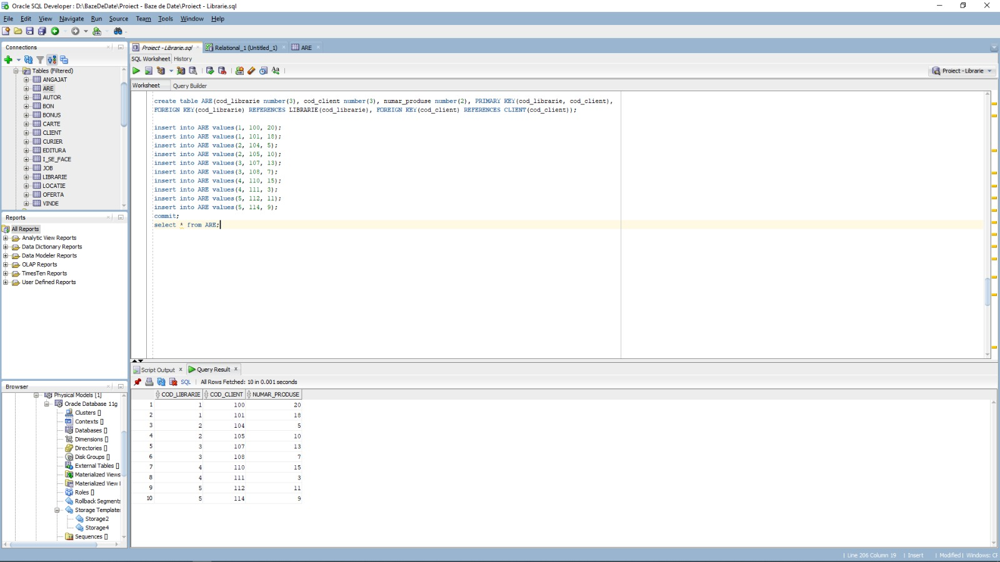 Oracle SQL Developer : D:\BazeDeDate\Proiect - Baze de Date\Proiect - Librarie.sql
File Edit View Navigate Run Source Team Tools Window Help
Connections
Tables (Filtered)
ANGAJAT
ARE
AUTOR
BON
BONUS
CARTE
CLIENT
CURIER
EDITURA
I_SE_FACE
JOB
LIBRARIE
LOCATIE
OFERTA
VINDE
Reports
All Reports
Analytic View Reports
Data Dictionary Reports
Data Modeler Reports
OLAP Reports
TimesTen Reports
User Defined Reports
Browser
Physical Models [1]
Oracle Database 11g
Clusters []
Contexts []
Databases []
Dimensions []
Directories []
Disk Groups []
External Tables []
Materialized Views
Materialized View
Roles []
Rollback Segments
Storage Template
Storage2
Storage4
Sequences []
Proiect - Librarie.sql Relational_1 (Untitled_1) ARE
SQL Worksheet History
Proiect - Librarie
Worksheet Query Builder
create table ARE(cod_librarie number(3), cod_client number(3), numar_produse number(2), PRIMARY KEY(cod_librarie, cod_client),
FOREIGN KEY(cod_librarie) REFERENCES LIBRARIE(cod_librarie), FOREIGN KEY(cod_client) REFERENCES CLIENT(cod_client));
insert into ARE values(1, 100, 20);
insert into ARE values(1, 101, 18);
insert into ARE values(2, 104, 5);
insert into ARE values(2, 105, 10);
insert into ARE values(3, 107, 13);
insert into ARE values(3, 108, 7);
insert into ARE values(4, 110, 15);
insert into ARE values(4, 111, 3);
insert into ARE values(5, 112, 11);
insert into ARE values(5, 114, 9);
commit;
select * from ARE;
Script Output Query Result
SQL All Rows Fetched: 10 in 0.001 seconds
COD_LIBRARIE COD_CLIENT NUMAR_PRODUSE
1 1 100 20
2 1 101 18
3 2 104 5
4 2 105 10
5 3 107 13
6 3 108 7
7 4 110 15
8 4 111 3
9 5 112 11
10 5 114 9
Line 206 Column 19 Insert Modified Windows: